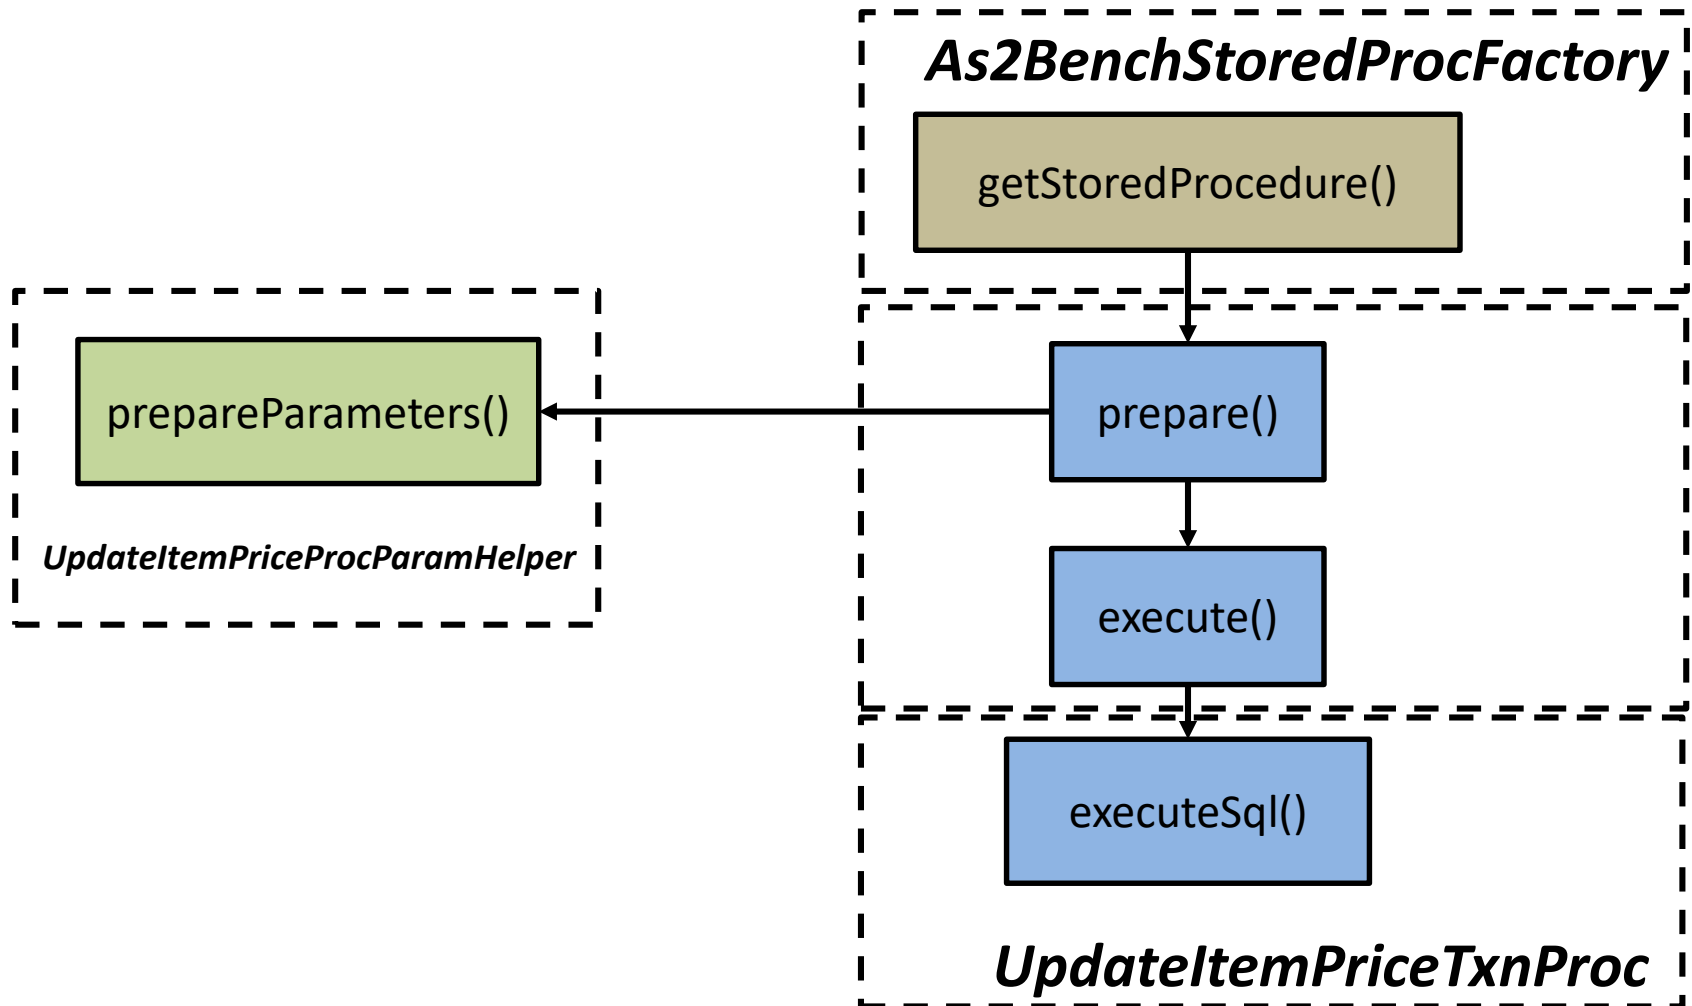 As2BenchStoredProcFactory
getStoredProcedure()
prepareParameters()
prepare()
UpdateItemPriceProcParamHelper
execute()
executeSql()
UpdateItemPriceTxnProc